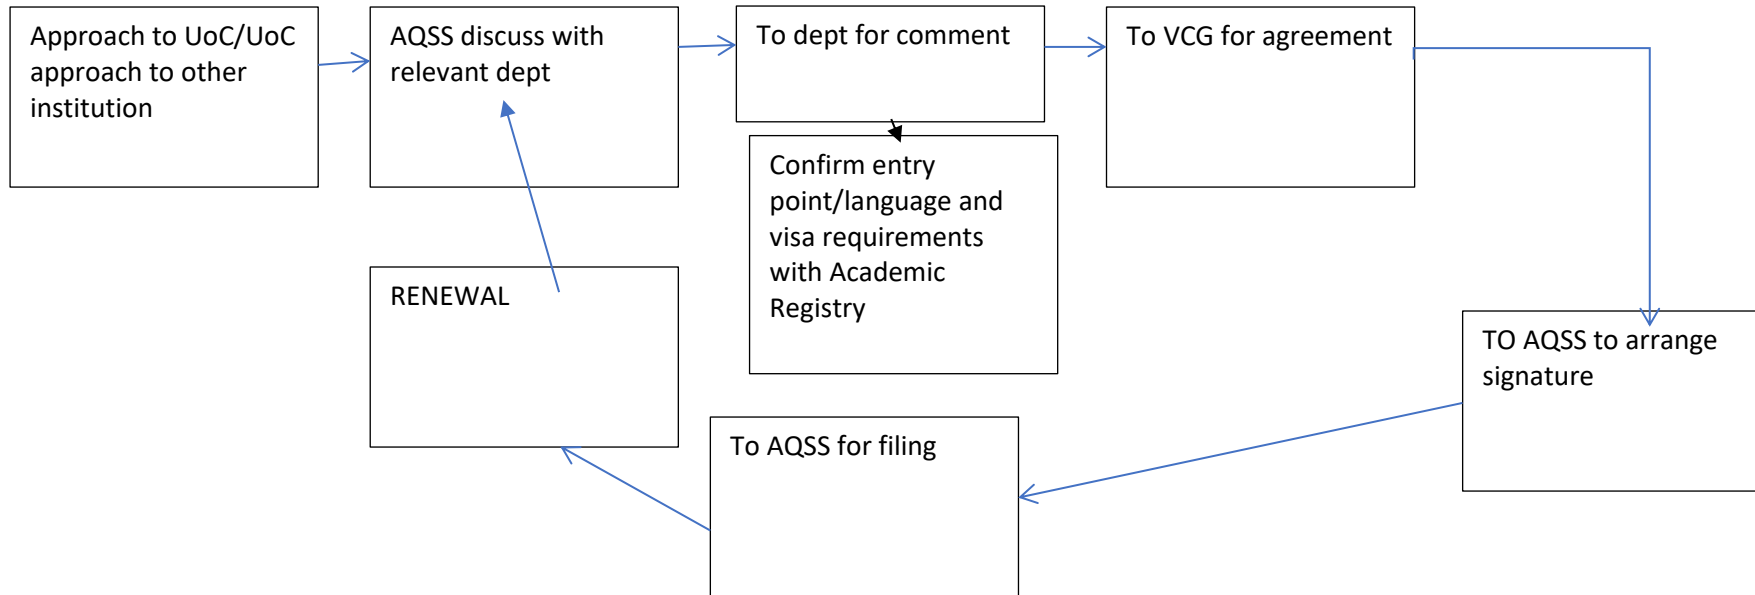 Approach to UoC/UoC
approach to other
institution
AQSS discuss with
relevant dept
To dept for comment
To VCG for agreement
Confirm entry
point/language and
visa requirements
with Academic
Registry
RENEWAL
TO AQSS to arrange
signature
To AQSS for filing